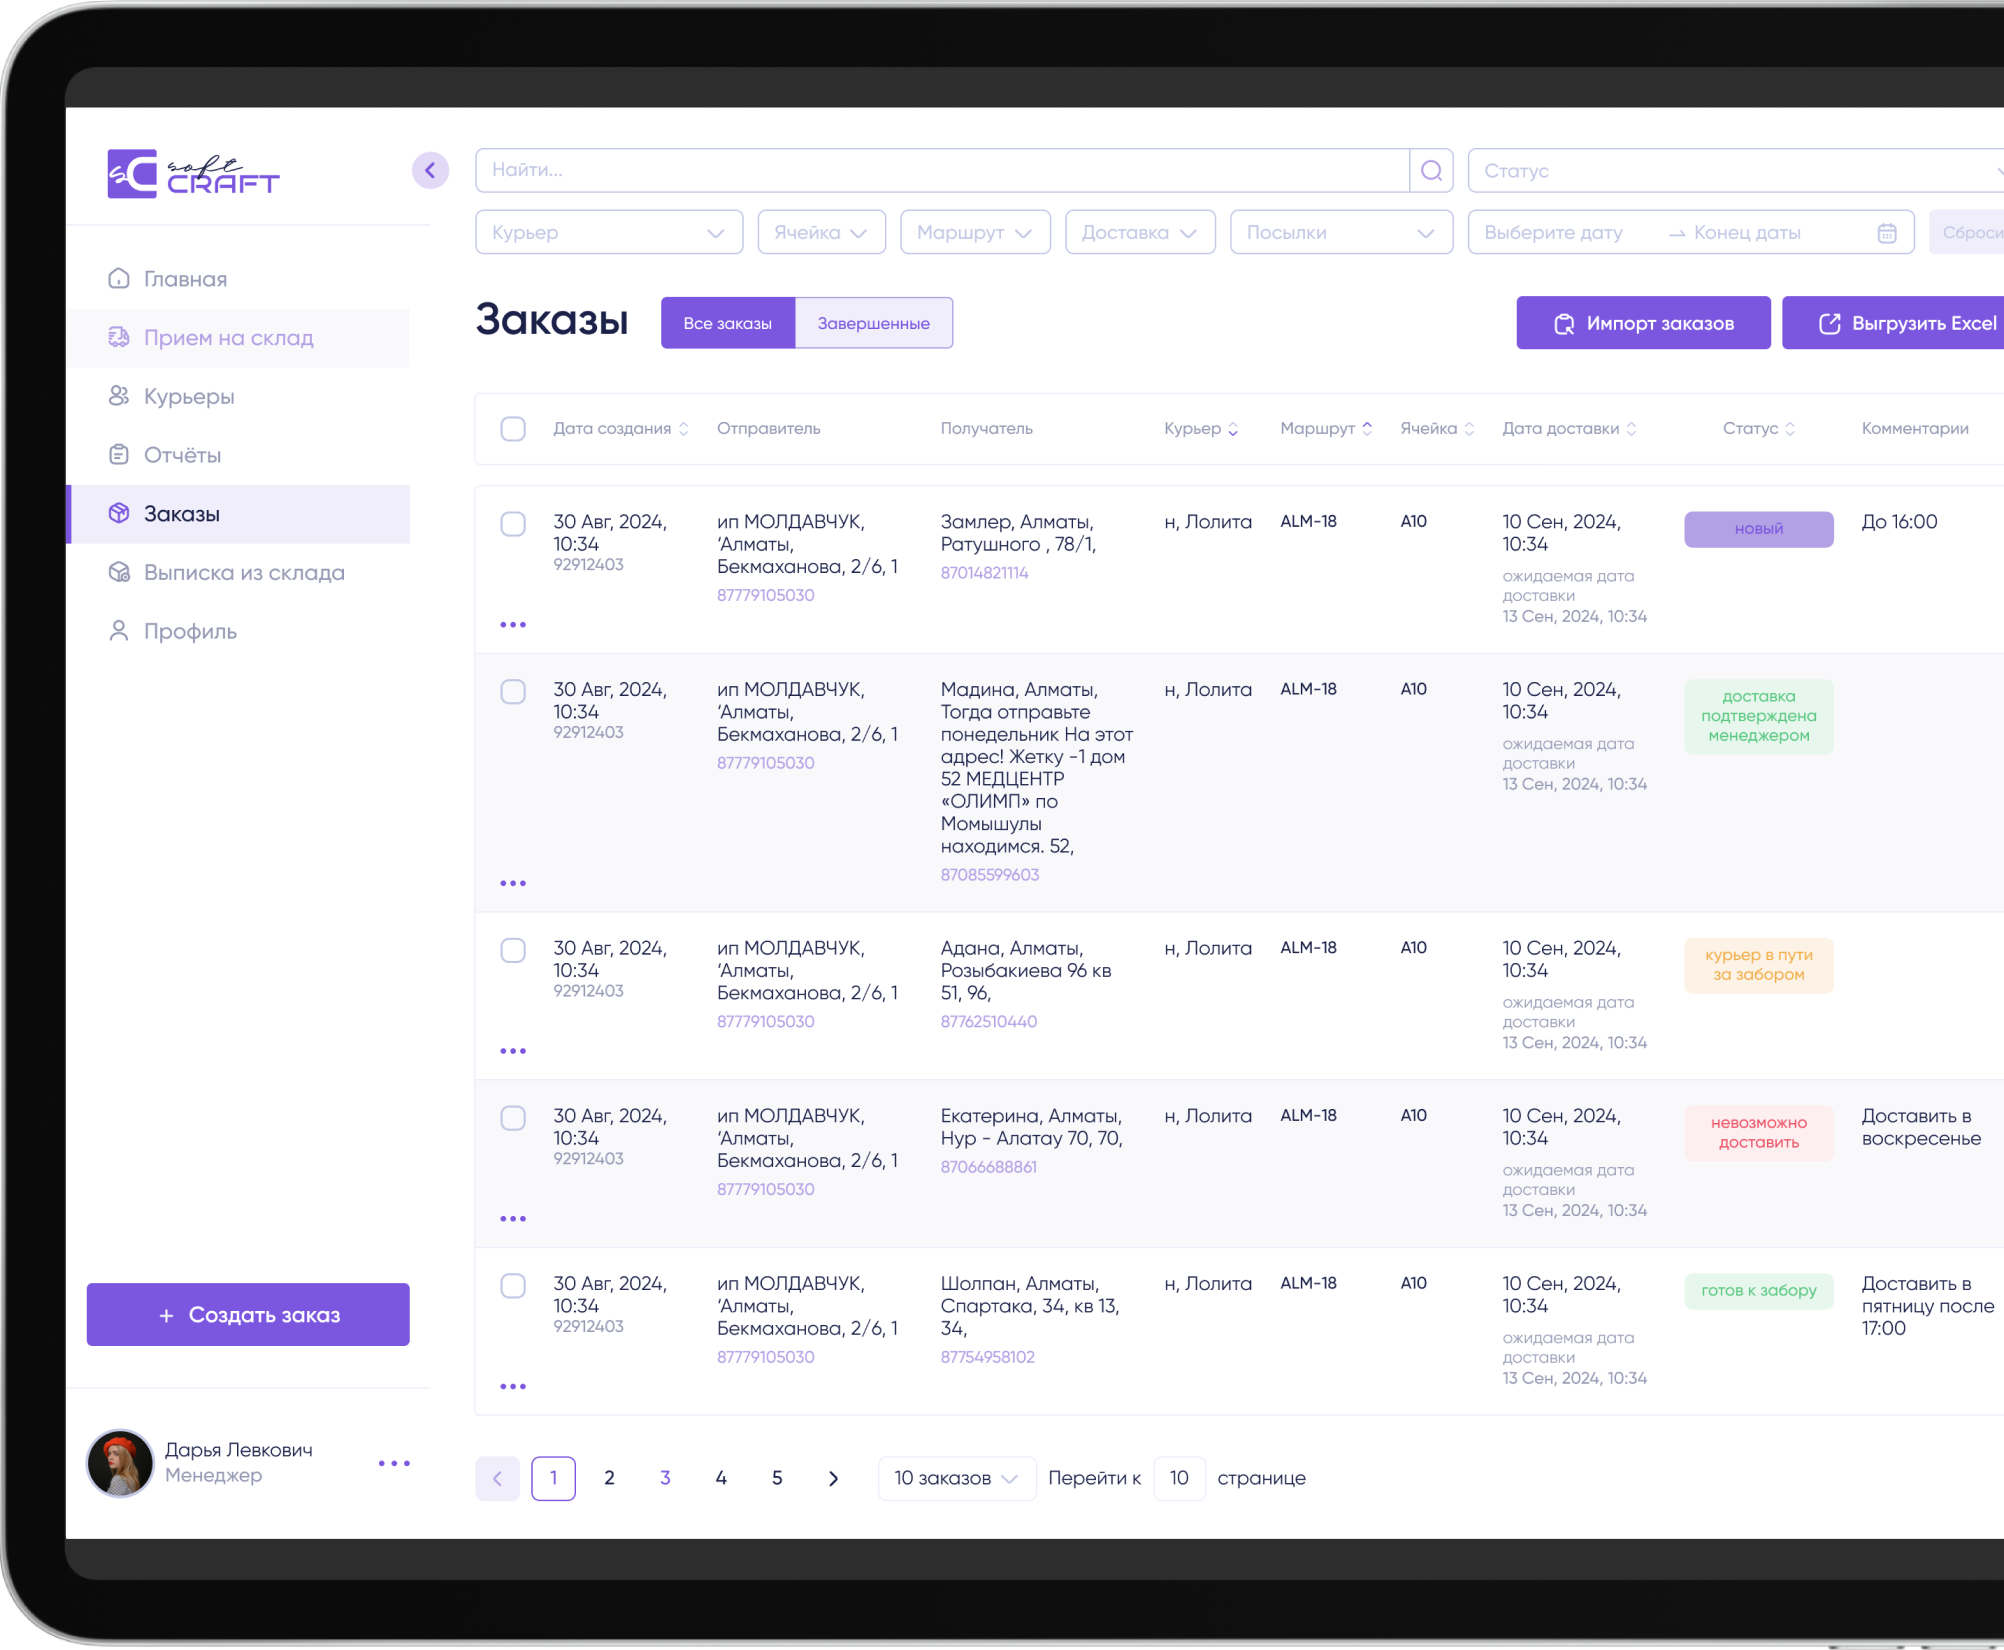 sC soft
CRAFT
Главная
Прием на склад
Курьеры
Отчёты
Заказы
Выписка из склада
Профиль
+ Создать заказ
Дарья Левкович
Менеджер
Найти...
Статус
Курьер
Ячейка
Маршрут
Доставка
Посылки
Выберите дату → Конец даты
Заказы
Все заказы
Завершенные
Импорт заказов
Выгрузить Excel
Дата создания Отправитель Получатель Курьер Маршрут Ячейка Дата доставки Статус Комментарии
30 Авг, 2024,
10:34
92912403
ип МОЛДАВЧУК,
‘Алматы,
Бекмаханова, 2/6, 1
87779105030
Замлер, Алматы,
Ратушного , 78/1,
87014821114
н, Лолита
ALM-18
A10
10 Сен, 2024,
10:34
ожидаемая дата
доставки
13 Сен, 2024, 10:34
новый
До 16:00
30 Авг, 2024,
10:34
92912403
ип МОЛДАВЧУК,
‘Алматы,
Бекмаханова, 2/6, 1
87779105030
Мадина, Алматы,
Тогда отправьте
понедельник На этот
адрес! Жетку -1 дом
52 МЕДЦЕНТР
«ОЛИМП» по
Момышулы
находимся. 52,
87085599603
н, Лолита
ALM-18
A10
10 Сен, 2024,
10:34
ожидаемая дата
доставки
13 Сен, 2024, 10:34
доставка
подтверждена
менеджером
30 Авг, 2024,
10:34
92912403
ип МОЛДАВЧУК,
‘Алматы,
Бекмаханова, 2/6, 1
87779105030
Адана, Алматы,
Розыбакиева 96 кв
51, 96,
87762510440
н, Лолита
ALM-18
A10
10 Сен, 2024,
10:34
ожидаемая дата
доставки
13 Сен, 2024, 10:34
курьер в пути
за забором
30 Авг, 2024,
10:34
92912403
ип МОЛДАВЧУК,
‘Алматы,
Бекмаханова, 2/6, 1
87779105030
Екатерина, Алматы,
Нур - Алатау 70, 70,
87066688861
н, Лолита
ALM-18
A10
10 Сен, 2024,
10:34
ожидаемая дата
доставки
13 Сен, 2024, 10:34
невозможно
доставить
Доставить в
воскресенье
30 Авг, 2024,
10:34
92912403
ип МОЛДАВЧУК,
‘Алматы,
Бекмаханова, 2/6, 1
87779105030
Шолпан, Алматы,
Спартака, 34, кв 13,
34,
87754958102
н, Лолита
ALM-18
A10
10 Сен, 2024,
10:34
ожидаемая дата
доставки
13 Сен, 2024, 10:34
готов к забору
Доставить в
пятницу после
17:00
1 2 3 4 5
10 заказов
Перейти к 10 странице